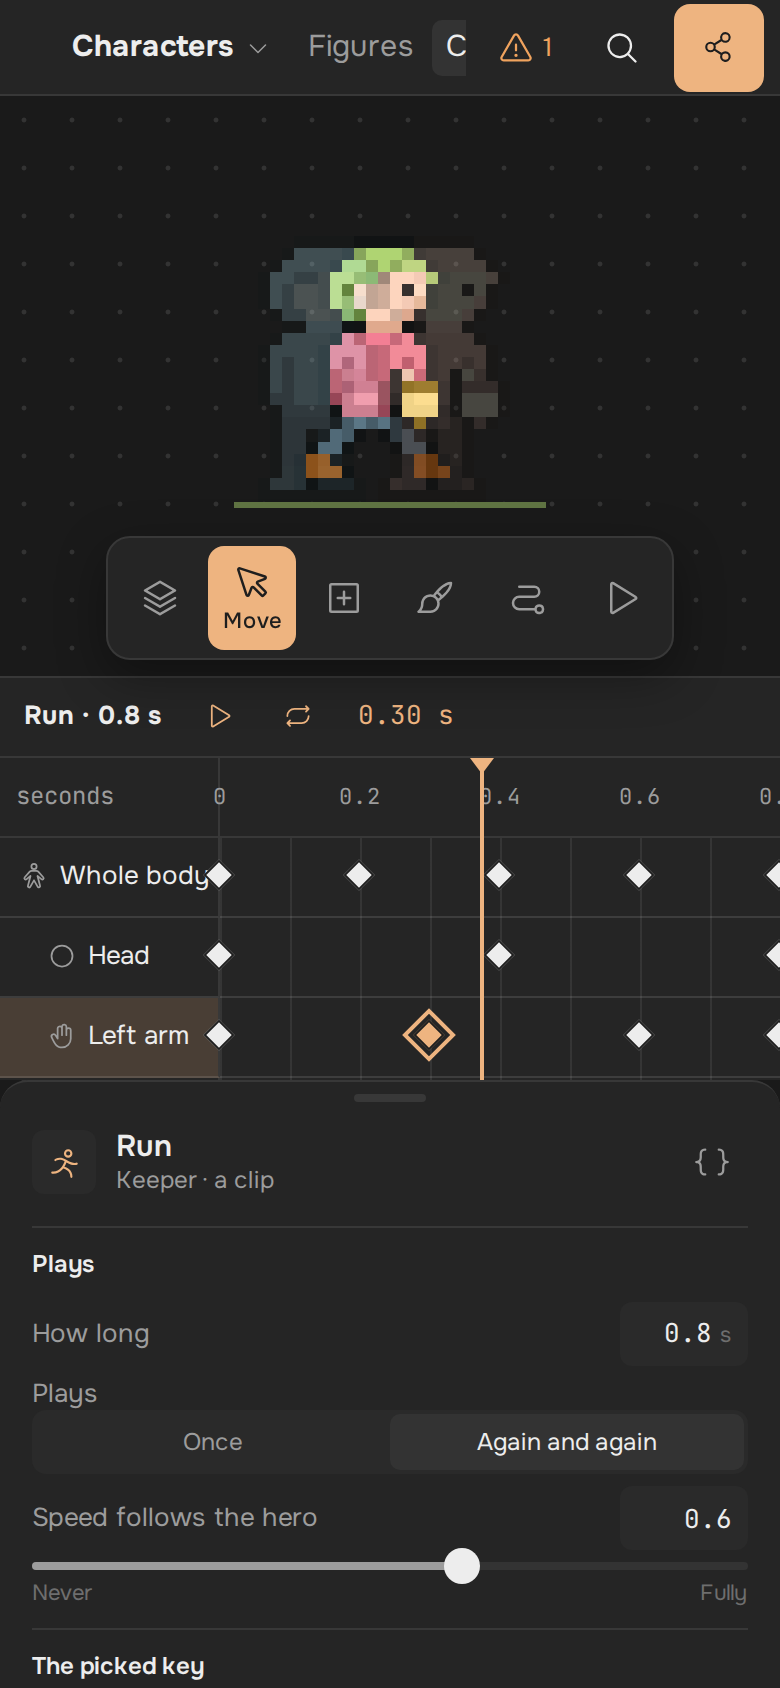 Characters Figures C 1
Move
Run · 0.8 s 0.30 s
seconds 0 0.2 0.4 0.6 0.
Whole body
Head
Left arm
Run
Keeper · a clip
{ }
Plays
How long 0.8 s
Plays
Once Again and again
Speed follows the hero 0.6
Never Fully
The picked key